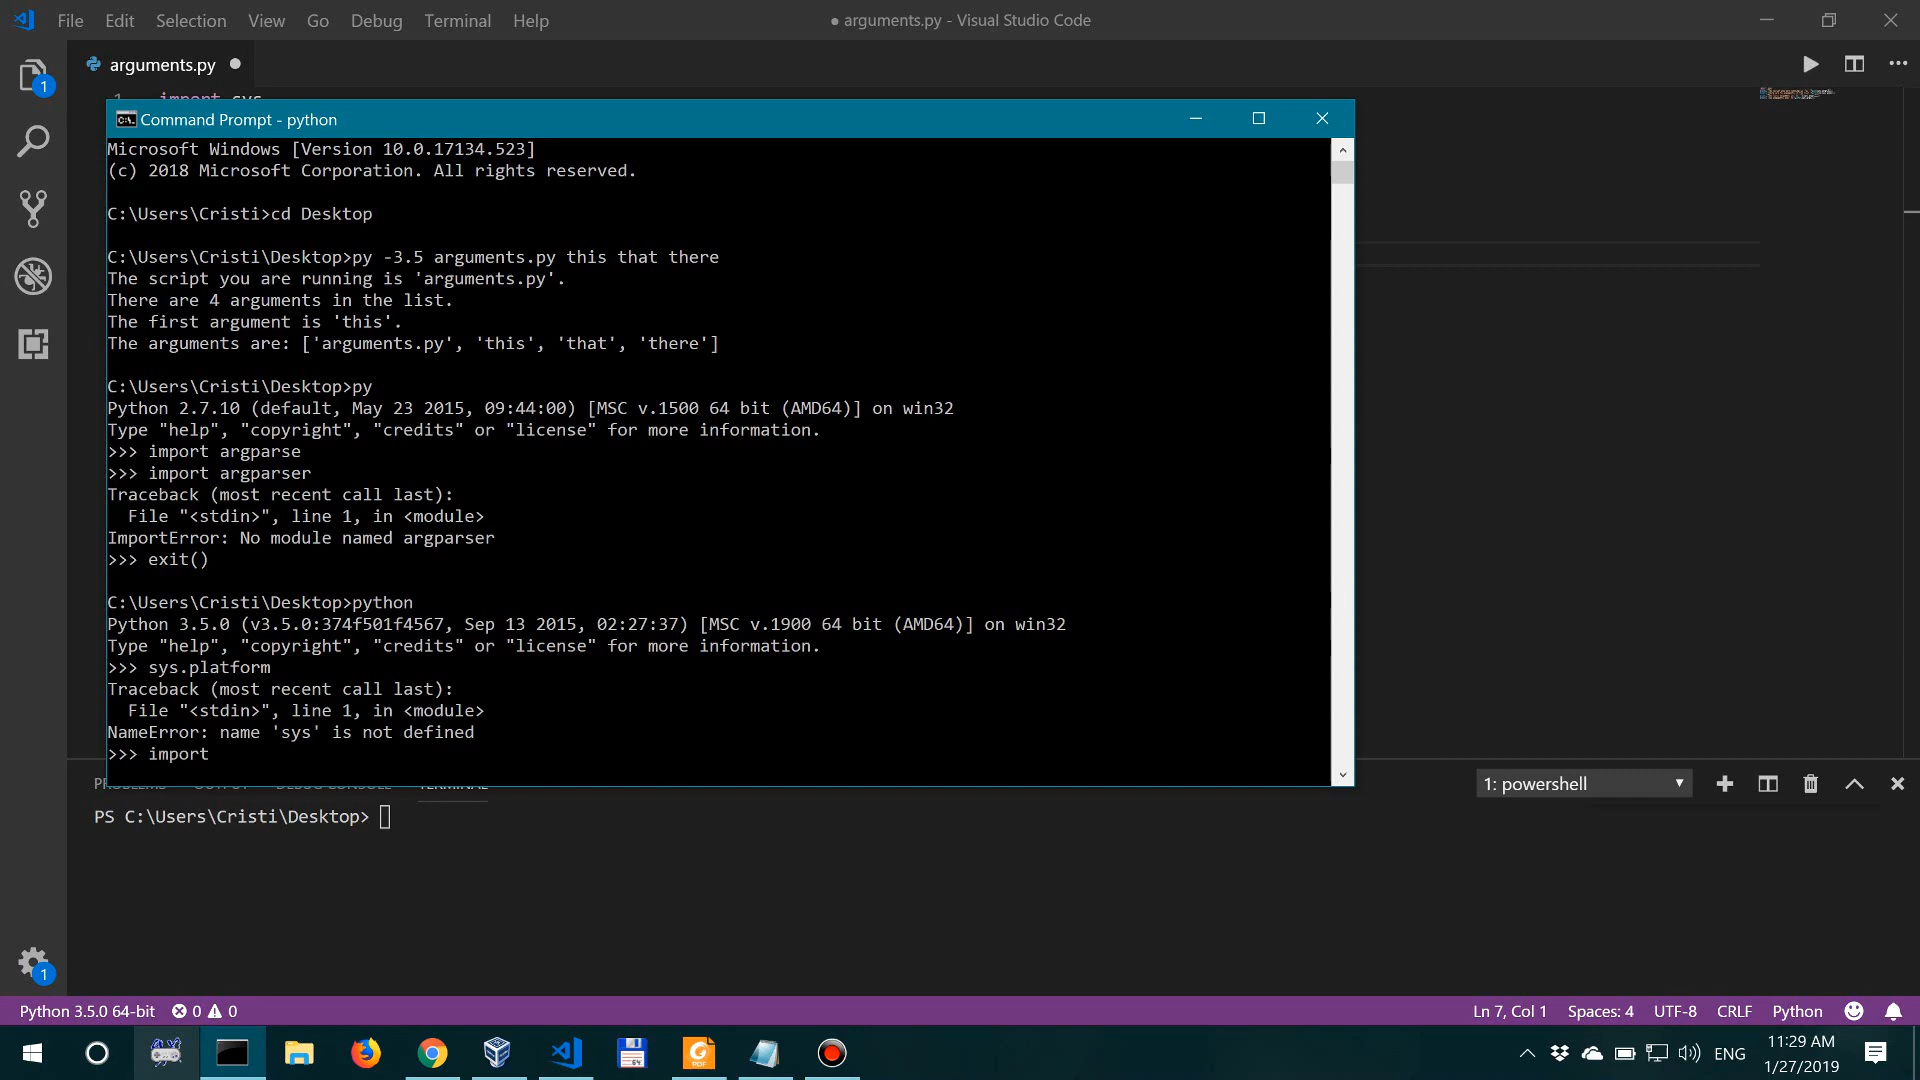 File Edit Selection View Go Debug Terminal Help
● arguments.py - Visual Studio Code
1
arguments.py
1 import sys
Command Prompt - python
Microsoft Windows [Version 10.0.17134.523]
(c) 2018 Microsoft Corporation. All rights reserved.
C:\Users\Cristi>cd Desktop
C:\Users\Cristi\Desktop>py -3.5 arguments.py this that there
The script you are running is 'arguments.py'.
There are 4 arguments in the list.
The first argument is 'this'.
The arguments are: ['arguments.py', 'this', 'that', 'there']
C:\Users\Cristi\Desktop>py
Python 2.7.10 (default, May 23 2015, 09:44:00) [MSC v.1500 64 bit (AMD64)] on win32
Type "help", "copyright", "credits" or "license" for more information.
>>> import argparse
>>> import argparser
Traceback (most recent call last):
  File "<stdin>", line 1, in <module>
ImportError: No module named argparser
>>> exit()
C:\Users\Cristi\Desktop>python
Python 3.5.0 (v3.5.0:374f501f4567, Sep 13 2015, 02:27:37) [MSC v.1900 64 bit (AMD64)] on win32
Type "help", "copyright", "credits" or "license" for more information.
>>> sys.platform
Traceback (most recent call last):
  File "<stdin>", line 1, in <module>
NameError: name 'sys' is not defined
>>> import
PROBLEMS OUTPUT DEBUG CONSOLE TERMINAL
1: powershell
PS C:\Users\Cristi\Desktop>
1
Python 3.5.0 64-bit 0 0
Ln 7, Col 1 Spaces: 4 UTF-8 CRLF Python
ENG
11:29 AM
1/27/2019